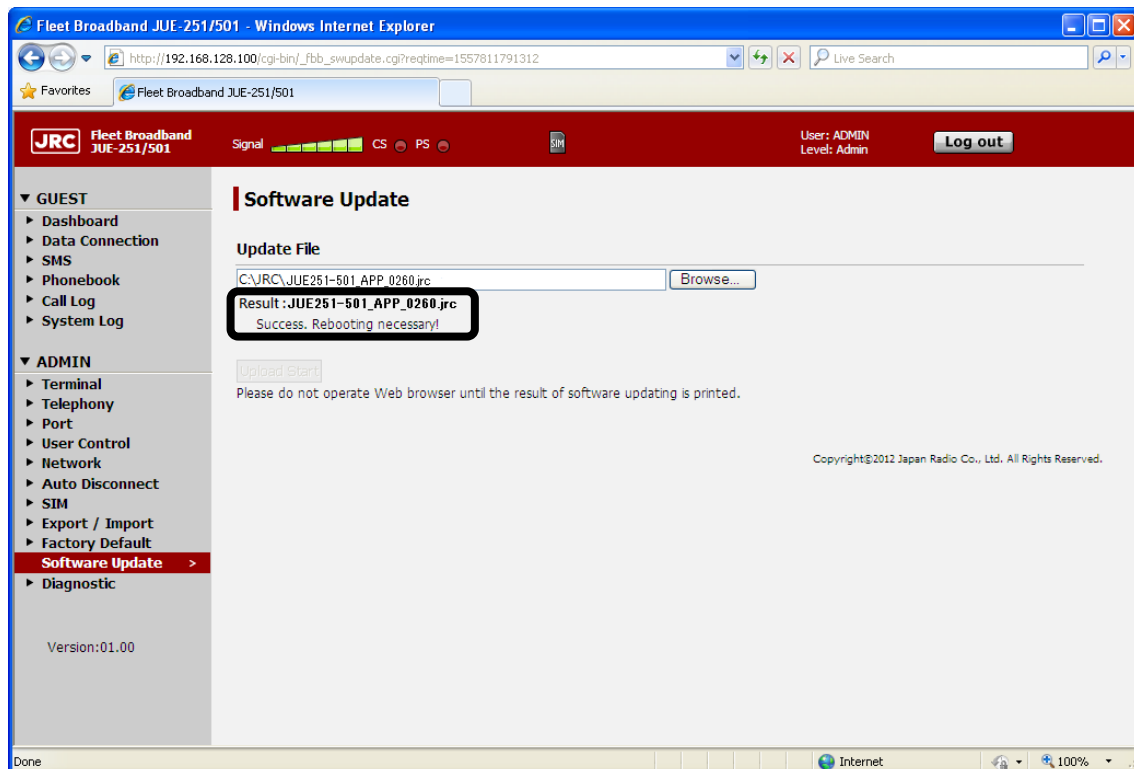 Fleet Broadband JUE-251/501 - Windows Internet Explorer
http://192.168.128.100/cgi-bin/_fbb_swupdate.cgi?reqtime=1557811791312
Live Search
Favorites
Fleet Broadband JUE-251/501
JRC
Fleet Broadband
JUE-251/501
Signal
CS
PS
SIM
User: ADMIN
Level: Admin
Log out
GUEST
Dashboard
Data Connection
SMS
Phonebook
Call Log
System Log
ADMIN
Terminal
Telephony
Port
User Control
Network
Auto Disconnect
SIM
Export / Import
Factory Default
Software Update >
Diagnostic
Version:01.00
Software Update
Update File
C:\JRC\JUE251-501_APP_0260.jrc
Browse...
Result :JUE251-501_APP_0260.jrc
Success. Rebooting necessary!
Upload Start
Please do not operate Web browser until the result of software updating is printed.
Copyright©2012 Japan Radio Co., Ltd. All Rights Reserved.
Done
Internet
100%